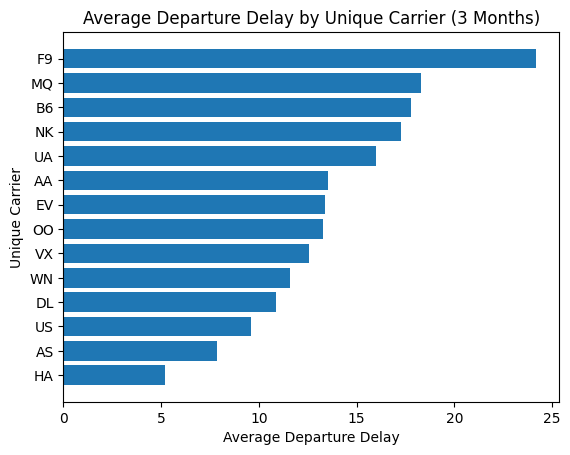 Average Departure Delay by Unique Carrier (3 Months)
F9
MQ
B6
NK
UA
AA
EV
OO
VX
WN
DL
US
AS
HA
Unique Carrier
0 5 10 15 20 25
Average Departure Delay